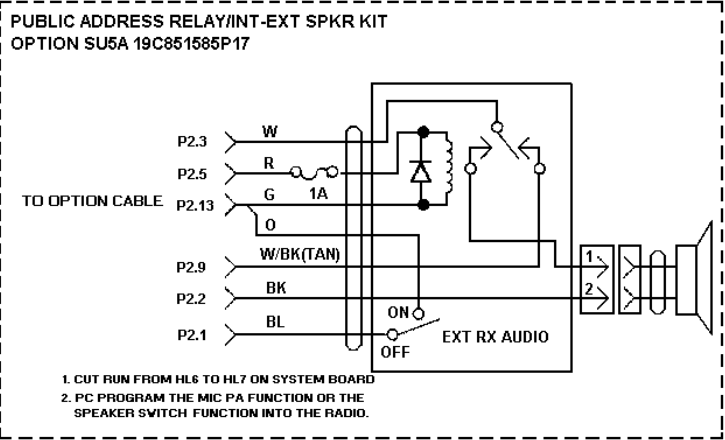 PUBLIC ADDRESS RELAY/INT-EXT SPKR KIT
OPTION SU5A 19C851585P17
P2.3 W
P2.5 R
1A
TO OPTION CABLE P2.13 G
O
P2.9 W/BK(TAN)
1
P2.2 BK
2
ON
P2.1 BL
OFF
EXT RX AUDIO
1. CUT RUN FROM HL6 TO HL7 ON SYSTEM BOARD
2. PC PROGRAM THE MIC PA FUNCTION OR THE
SPEAKER SWITCH FUNCTION INTO THE RADIO.